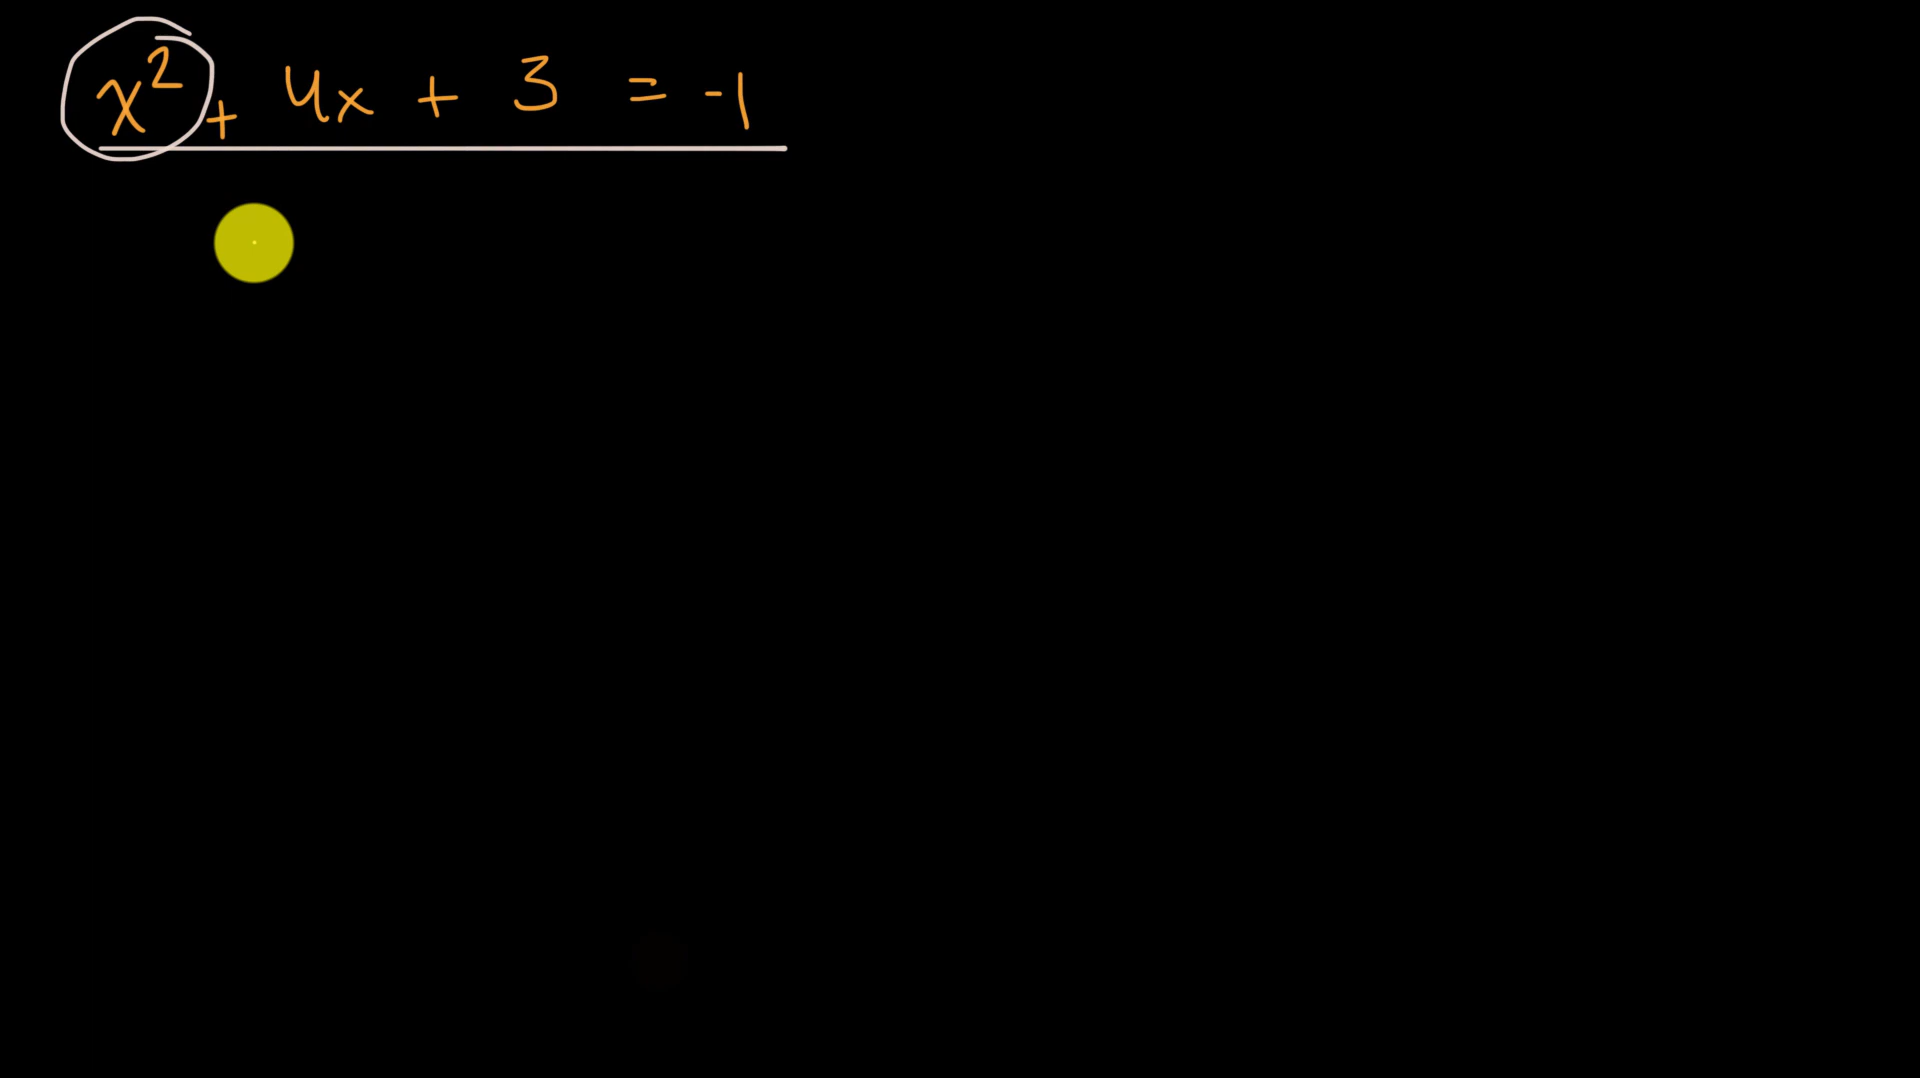 x² + 4x + 3 = -1